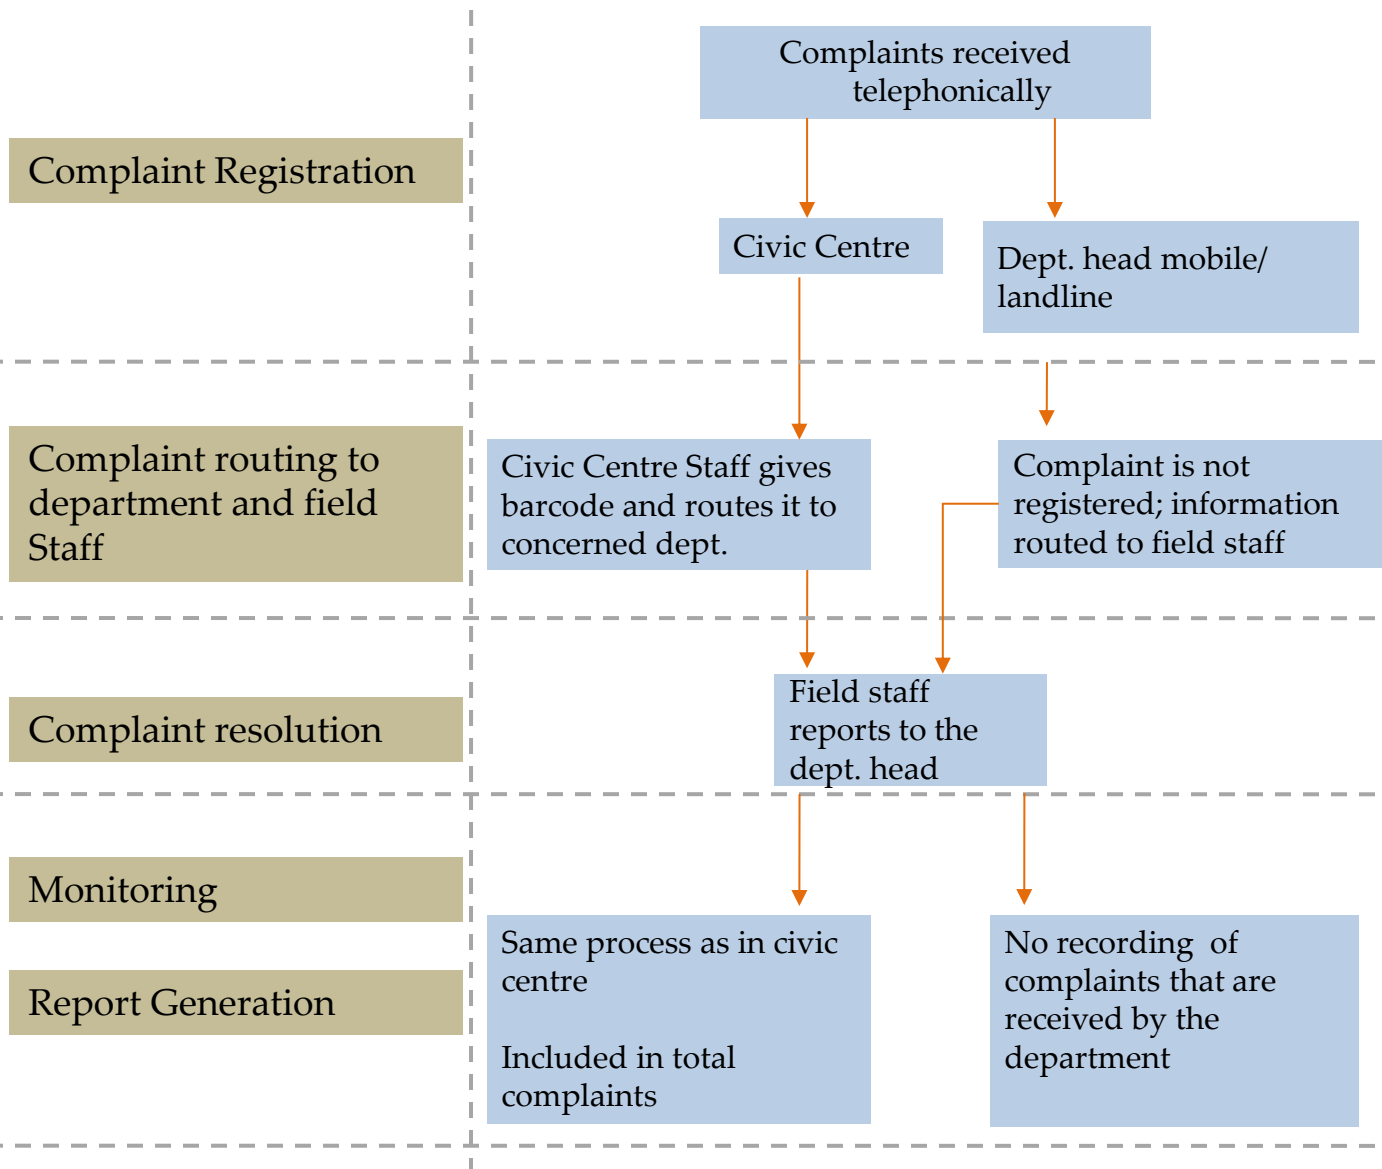 Complaints received
telephonically
Complaint Registration
Civic Centre
Dept. head mobile/
landline
Complaint routing to
department and field
Staff
Civic Centre Staff gives
barcode and routes it to
concerned dept.
Complaint is not
registered; information
routed to field staff
Complaint resolution
Field staff
reports to the
dept. head
Monitoring
Report Generation
Same process as in civic
centre
Included in total
complaints
No recording  of
complaints that are
received by the
department